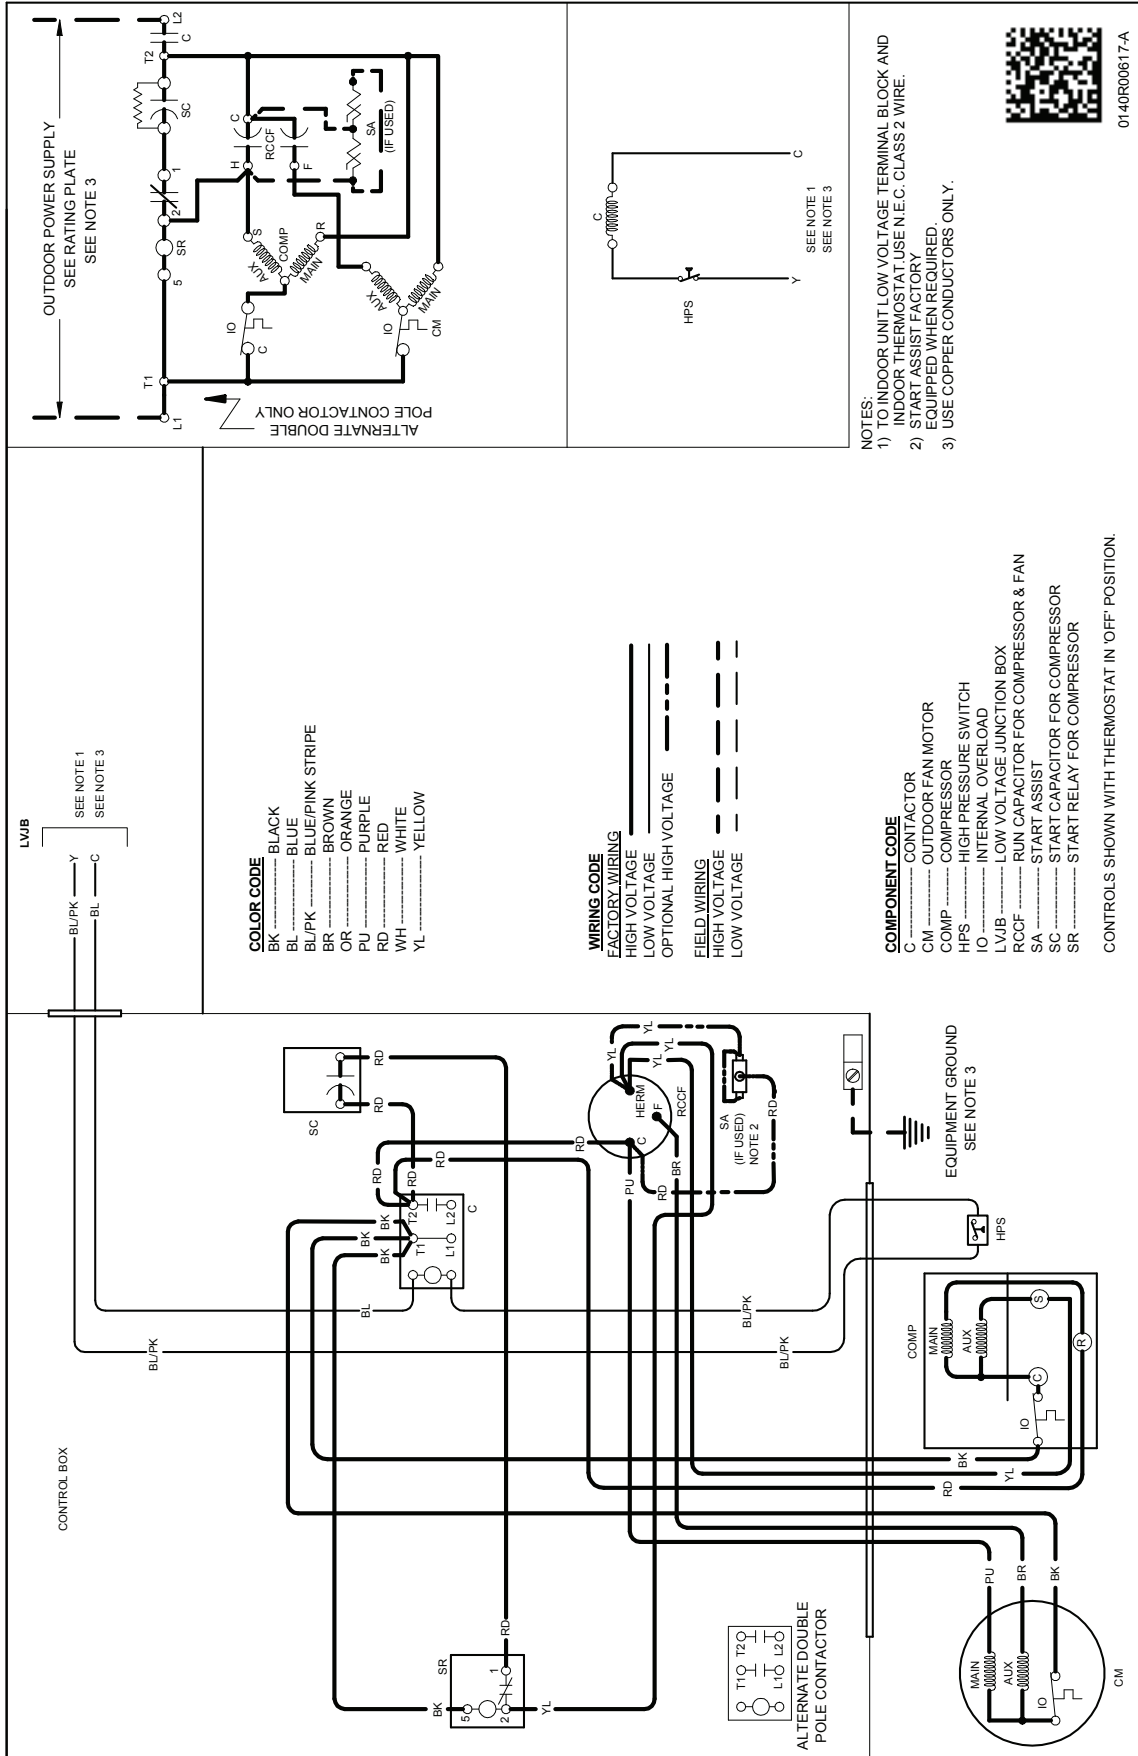 CONTROL BOX
BL/PK
BL/PK
Y
BL
C
LVJB
SEE NOTE 1
SEE NOTE 3
BL
BL/PK
BL/PK
SC
RD
RD
RD
RD
RD
RD
BK
BK
BK
T2
T1
L2
L1
C
SR
5
2
1
BK
RD
YL
RD
PU
BR
C
HERM
F
RCCF
YL
YL
YL
YL
RD
RD
SA
(IF USED)
NOTE 2
HPS
EQUIPMENT GROUND
SEE NOTE 3
COMP
MAIN
AUX
S
R
C
IO
BK
YL
RD
PU
BR
BK
MAIN
AUX
IO
CM
T1
T2
L1
L2
ALTERNATE DOUBLE
POLE CONTACTOR
COLOR CODE
BK ---------- BLACK
BL ---------- BLUE
BL/PK ------- BLUE/PINK STRIPE
BR ---------- BROWN
OR ---------- ORANGE
PU ---------- PURPLE
RD ---------- RED
WH ---------- WHITE
YL ---------- YELLOW
WIRING CODE
FACTORY WIRING
HIGH VOLTAGE
LOW VOLTAGE
OPTIONAL HIGH VOLTAGE
FIELD WIRING
HIGH VOLTAGE
LOW VOLTAGE
COMPONENT CODE
C ---------- CONTACTOR
CM --------- OUTDOOR FAN MOTOR
COMP ------- COMPRESSOR
HPS -------- HIGH PRESSURE SWITCH
IO --------- INTERNAL OVERLOAD
LVJB ------- LOW VOLTAGE JUNCTION BOX
RCCF ------- RUN CAPACITOR FOR COMPRESSOR & FAN
SA --------- START ASSIST
SC --------- START CAPACITOR FOR COMPRESSOR
SR --------- START RELAY FOR COMPRESSOR
CONTROLS SHOWN WITH THERMOSTAT IN 'OFF' POSITION.
OUTDOOR POWER SUPPLY
SEE RATING PLATE
SEE NOTE 3
L1
T1
5
SR
2
1
SC
T2
C
L2
ALTERNATE DOUBLE
POLE CONTACTOR ONLY
IO
C
S
AUX
COMP
MAIN
R
H
C
RCCF
F
SA
(IF USED)
IO
AUX
MAIN
CM
C
HPS
Y
C
SEE NOTE 1
SEE NOTE 3
NOTES:
1) TO INDOOR UNIT LOW VOLTAGE TERMINAL BLOCK AND
INDOOR THERMOSTAT.USE N.E.C. CLASS 2 WIRE.
2) START ASSIST FACTORY
EQUIPPED WHEN REQUIRED.
3) USE COPPER CONDUCTORS ONLY.
0140R00617-A